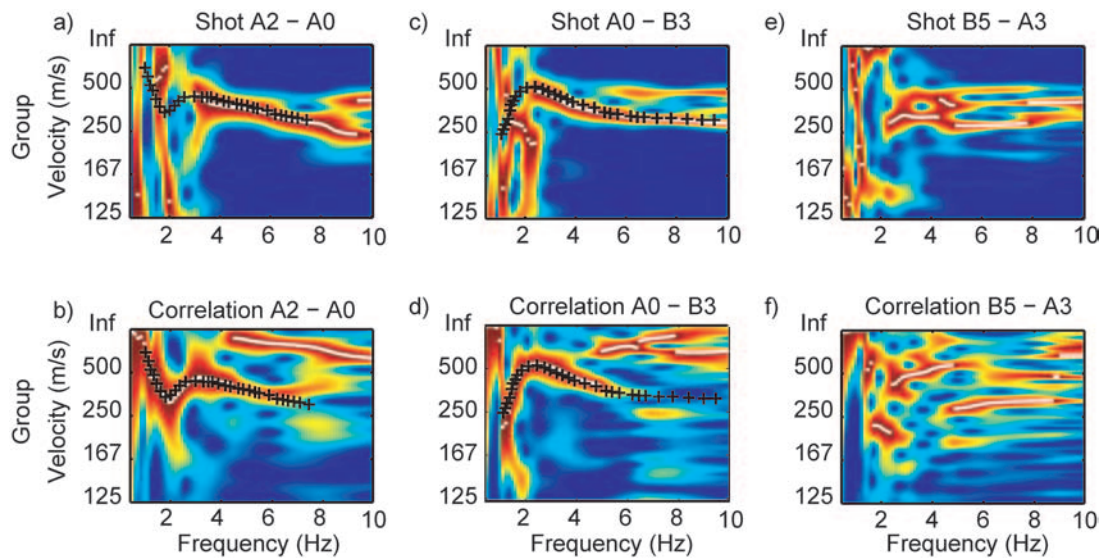 a) Shot A2 − A0
c) Shot A0 − B3
e) Shot B5 − A3
Group
Velocity (m/s)
Inf
500
250
167
125
2 4 6 8 10
Inf
500
250
167
125
2 4 6 8 10
Inf
500
250
167
125
2 4 6 8 10
b) Correlation A2 − A0
d) Correlation A0 − B3
f) Correlation B5 − A3
Group
Velocity (m/s)
Inf
500
250
167
125
2 4 6 8 10
Frequency (Hz)
Inf
500
250
167
125
2 4 6 8 10
Frequency (Hz)
Inf
500
250
167
125
2 4 6 8 10
Frequency (Hz)